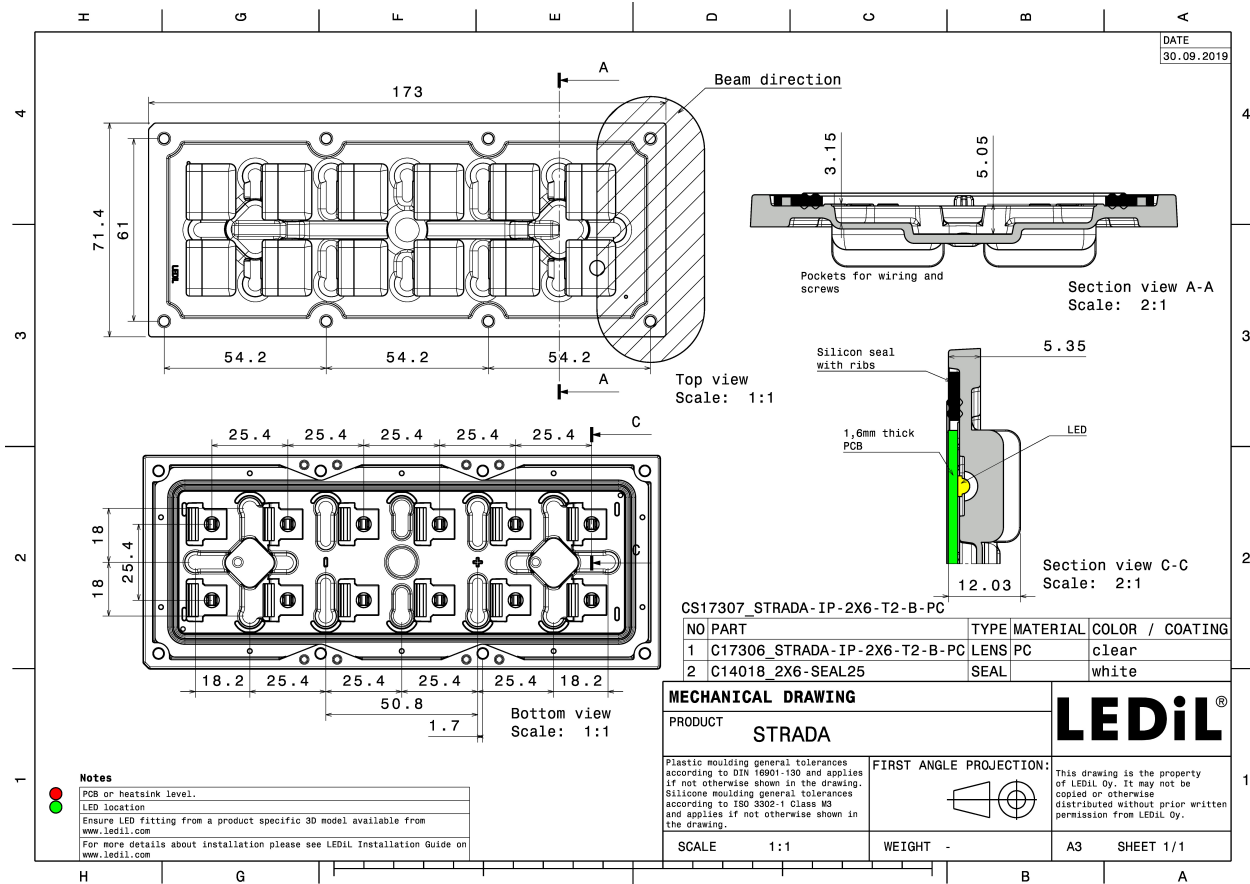 H G F E D C B A
DATE
30.09.2019
4
4
3
3
2
2
1
1
A
173
Beam direction
71.4
61
LEDiL
54.2 54.2 54.2
A
Top view
Scale: 1:1
3.15
5.05
Pockets for wiring and
screws
Section view A-A
Scale: 2:1
Silicon seal
with ribs
5.35
1,6mm thick
PCB
LED
12.03
Section view C-C
Scale: 2:1
C
25.4 25.4 25.4 25.4 25.4
18
25.4
18
C
18.2 25.4 25.4 25.4 25.4 18.2
50.8
1.7
Bottom view
Scale: 1:1
CS17307_STRADA-IP-2X6-T2-B-PC
NO PART TYPE MATERIAL COLOR / COATING
1 C17306_STRADA-IP-2X6-T2-B-PC LENS PC clear
2 C14018_2X6-SEAL25 SEAL white
MECHANICAL DRAWING
PRODUCT
STRADA
LEDiL®
Plastic moulding general tolerances
according to DIN 16901-130 and applies
if not otherwise shown in the drawing.
Silicone moulding general tolerances
according to ISO 3302-1 Class M3
and applies if not otherwise shown in
the drawing.
FIRST ANGLE PROJECTION:
This drawing is the property
of LEDiL Oy. It may not be
copied or otherwise
distributed without prior written
permission from LEDiL Oy.
SCALE 1:1
WEIGHT -
A3 SHEET 1/1
Notes
PCB or heatsink level.
LED location
Ensure LED fitting from a product specific 3D model available from
www.ledil.com
For more details about installation please see LEDiL Installation Guide on
www.ledil.com
H G B A